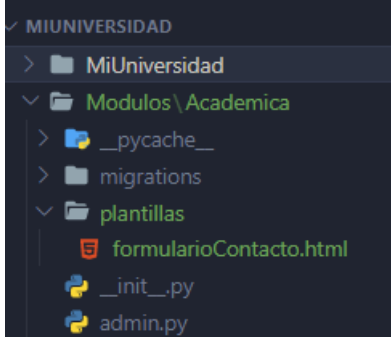 MIUNIVERSIDAD
MiUniversidad
Modulos\Academica
__pycache__
migrations
plantillas
formularioContacto.html
__init__.py
admin.py